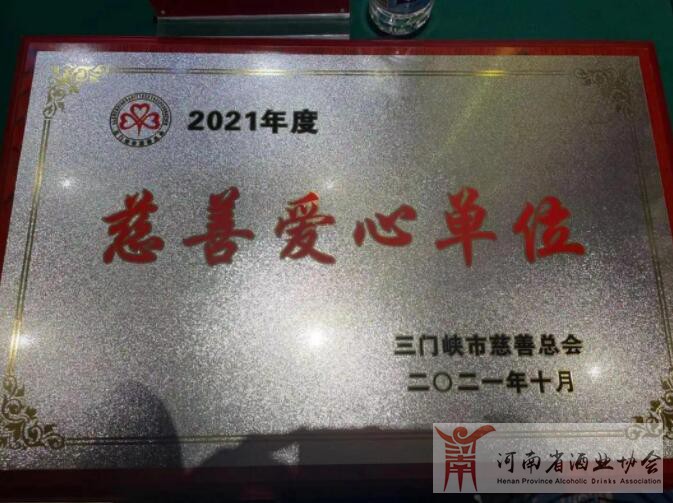 2021年度
慈善爱心单位
三门峡市慈善总会
二〇二一年十月
河南省酒业协会
Henan Province Alcoholic Drinks Association